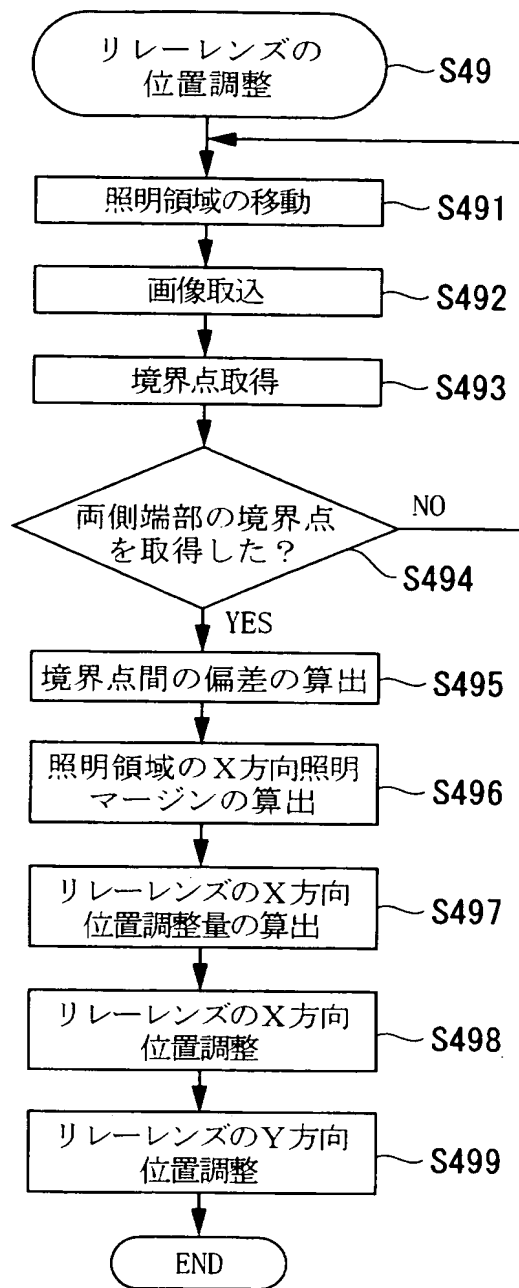 リレーレンズの
位置調整
S49
照明領域の移動
S491
画像取込
S492
境界点取得
S493
両側端部の境界点
を取得した？
NO
S494
YES
境界点間の偏差の算出
S495
照明領域のX方向照明
マージンの算出
S496
リレーレンズのX方向
位置調整量の算出
S497
リレーレンズのX方向
位置調整
S498
リレーレンズのY方向
位置調整
S499
END